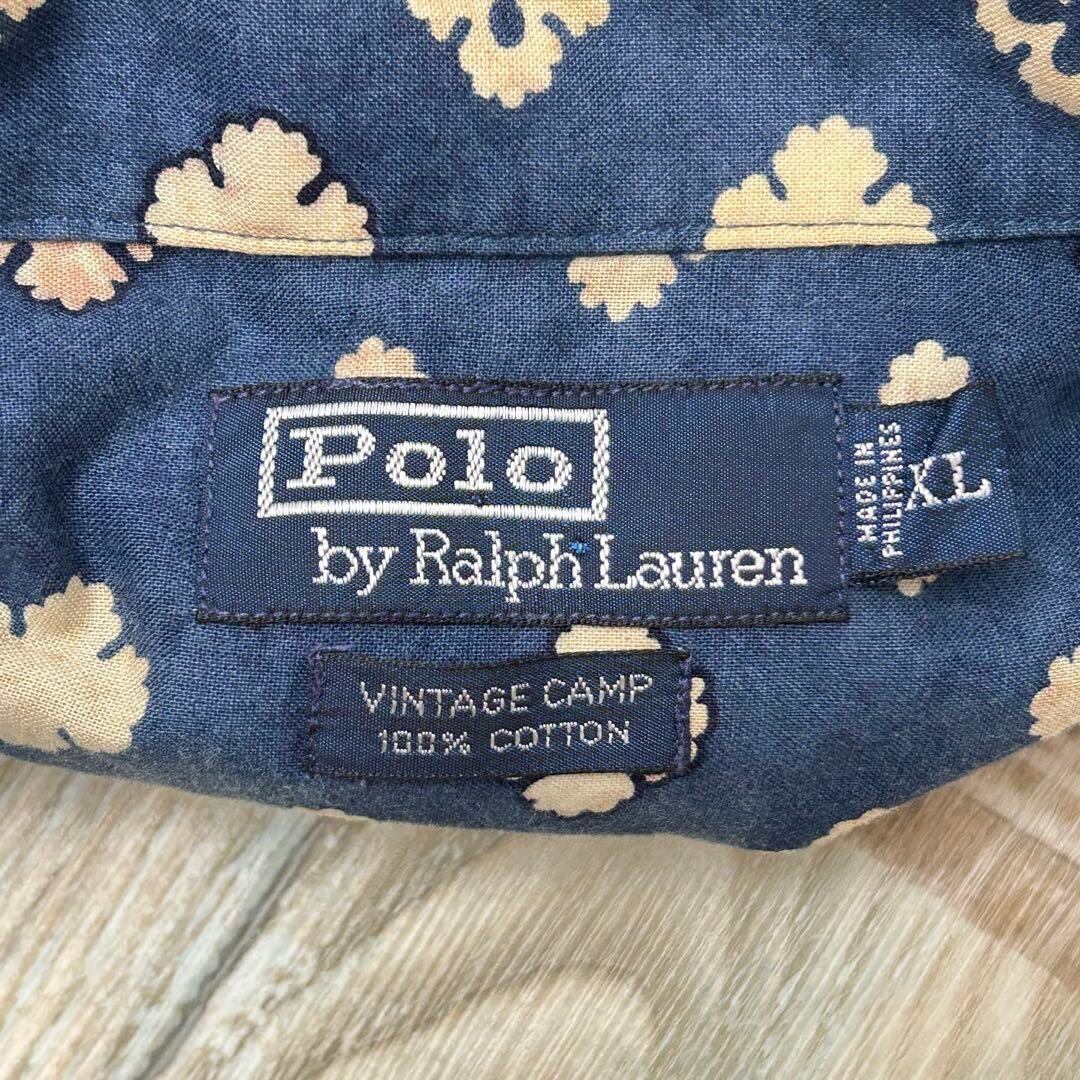 Polo
by Ralph Lauren
MADE IN
PHILIPPINES
XL
VINTAGE CAMP
100% COTTON